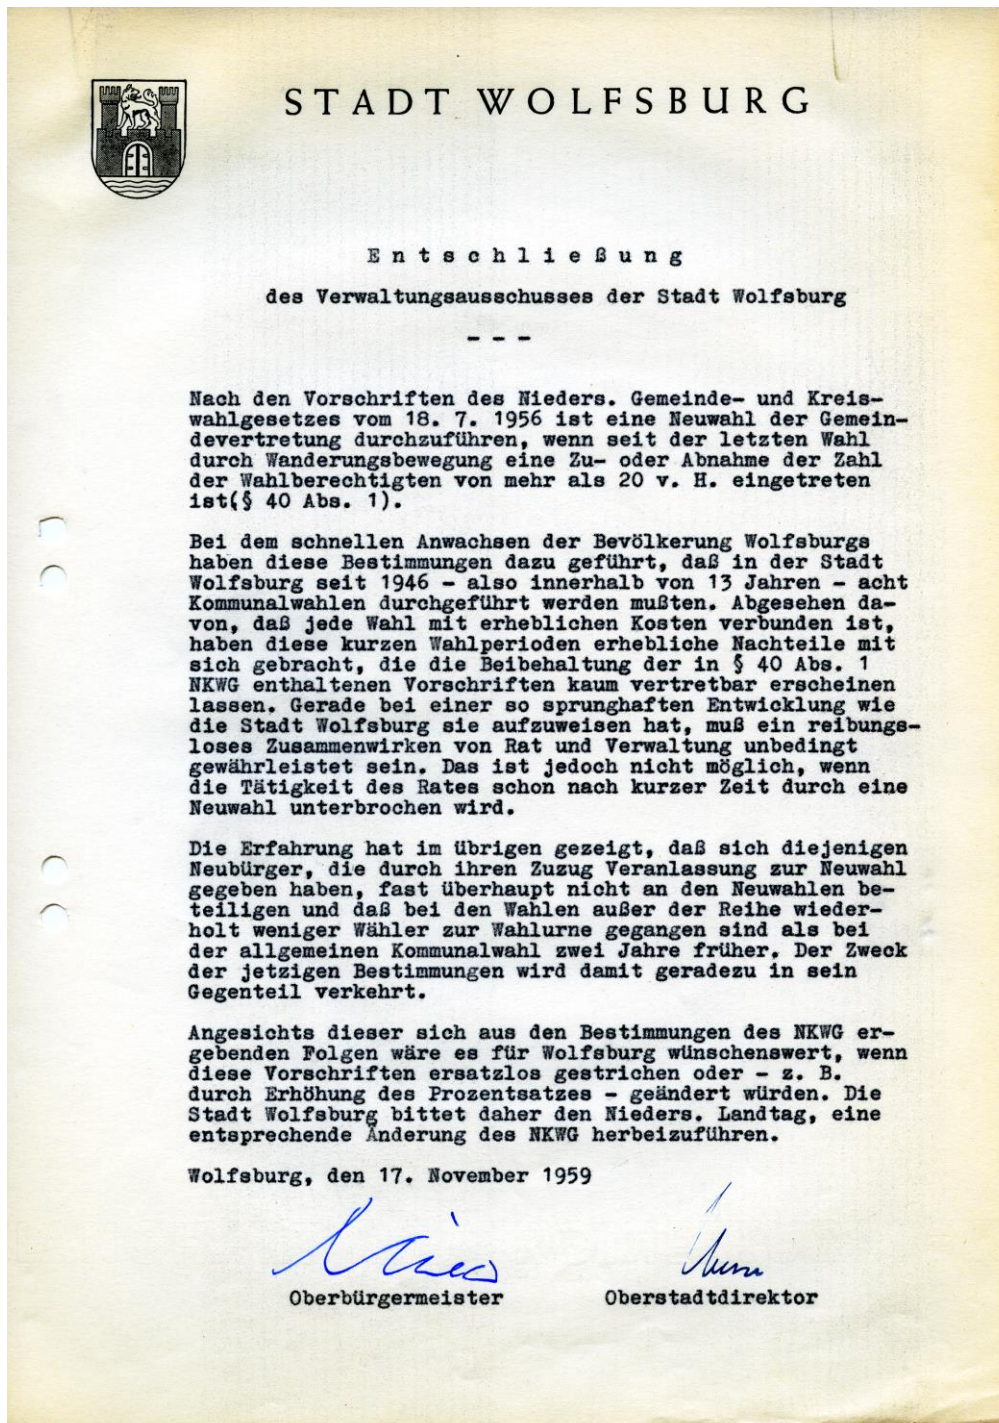 STADT WOLFSBURG
Entschließung
des Verwaltungsausschusses der Stadt Wolfsburg
- - -
Nach den Vorschriften des Nieders. Gemeinde- und Kreis-
wahlgesetzes vom 18. 7. 1956 ist eine Neuwahl der Gemein-
devertretung durchzuführen, wenn seit der letzten Wahl
durch Wanderungsbewegung eine Zu- oder Abnahme der Zahl
der Wahlberechtigten von mehr als 20 v. H. eingetreten
ist(§ 40 Abs. 1).
Bei dem schnellen Anwachsen der Bevölkerung Wolfsburgs
haben diese Bestimmungen dazu geführt, daß in der Stadt
Wolfsburg seit 1946 - also innerhalb von 13 Jahren - acht
Kommunalwahlen durchgeführt werden mußten. Abgesehen da-
von, daß jede Wahl mit erheblichen Kosten verbunden ist,
haben diese kurzen Wahlperioden erhebliche Nachteile mit
sich gebracht, die die Beibehaltung der in § 40 Abs. 1
NKWG enthaltenen Vorschriften kaum vertretbar erscheinen
lassen. Gerade bei einer so sprunghaften Entwicklung wie
die Stadt Wolfsburg sie aufzuweisen hat, muß ein reibungs-
loses Zusammenwirken von Rat und Verwaltung unbedingt
gewährleistet sein. Das ist jedoch nicht möglich, wenn
die Tätigkeit des Rates schon nach kurzer Zeit durch eine
Neuwahl unterbrochen wird.
Die Erfahrung hat im übrigen gezeigt, daß sich diejenigen
Neubürger, die durch ihren Zuzug Veranlassung zur Neuwahl
gegeben haben, fast überhaupt nicht an den Neuwahlen be-
teiligen und daß bei den Wahlen außer der Reihe wieder-
holt weniger Wähler zur Wahlurne gegangen sind als bei
der allgemeinen Kommunalwahl zwei Jahre früher. Der Zweck
der jetzigen Bestimmungen wird damit geradezu in sein
Gegenteil verkehrt.
Angesichts dieser sich aus den Bestimmungen des NKWG er-
gebenden Folgen wäre es für Wolfsburg wünschenswert, wenn
diese Vorschriften ersatzlos gestrichen oder - z. B.
durch Erhöhung des Prozentsatzes - geändert würden. Die
Stadt Wolfsburg bittet daher den Nieders. Landtag, eine
entsprechende Änderung des NKWG herbeizuführen.
Wolfsburg, den 17. November 1959
Oberbürgermeister Oberstadtdirektor